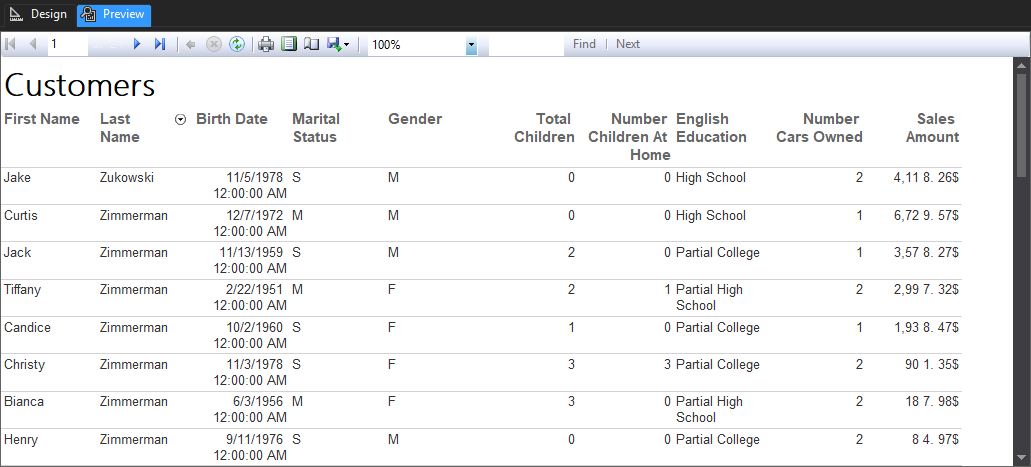 Design Preview
1 100% Find | Next
Customers
First Name Last Name Birth Date Marital Status Gender Total Children Number Children At Home English Education Number Cars Owned Sales Amount
Jake Zukowski 11/5/1978 12:00:00 AM S M 0 0 High School 2 4,11 8. 26$
Curtis Zimmerman 12/7/1972 12:00:00 AM M M 0 0 High School 1 6,72 9. 57$
Jack Zimmerman 11/13/1959 12:00:00 AM S M 2 0 Partial College 1 3,57 8. 27$
Tiffany Zimmerman 2/22/1951 12:00:00 AM M F 2 1 Partial High School 2 2,99 7. 32$
Candice Zimmerman 10/2/1960 12:00:00 AM S F 1 0 Partial College 1 1,93 8. 47$
Christy Zimmerman 11/3/1978 12:00:00 AM S F 3 3 Partial College 2 90 1. 35$
Bianca Zimmerman 6/3/1956 12:00:00 AM M F 3 0 Partial High School 2 18 7. 98$
Henry Zimmerman 9/11/1976 12:00:00 AM S M 0 0 Partial College 2 8 4. 97$